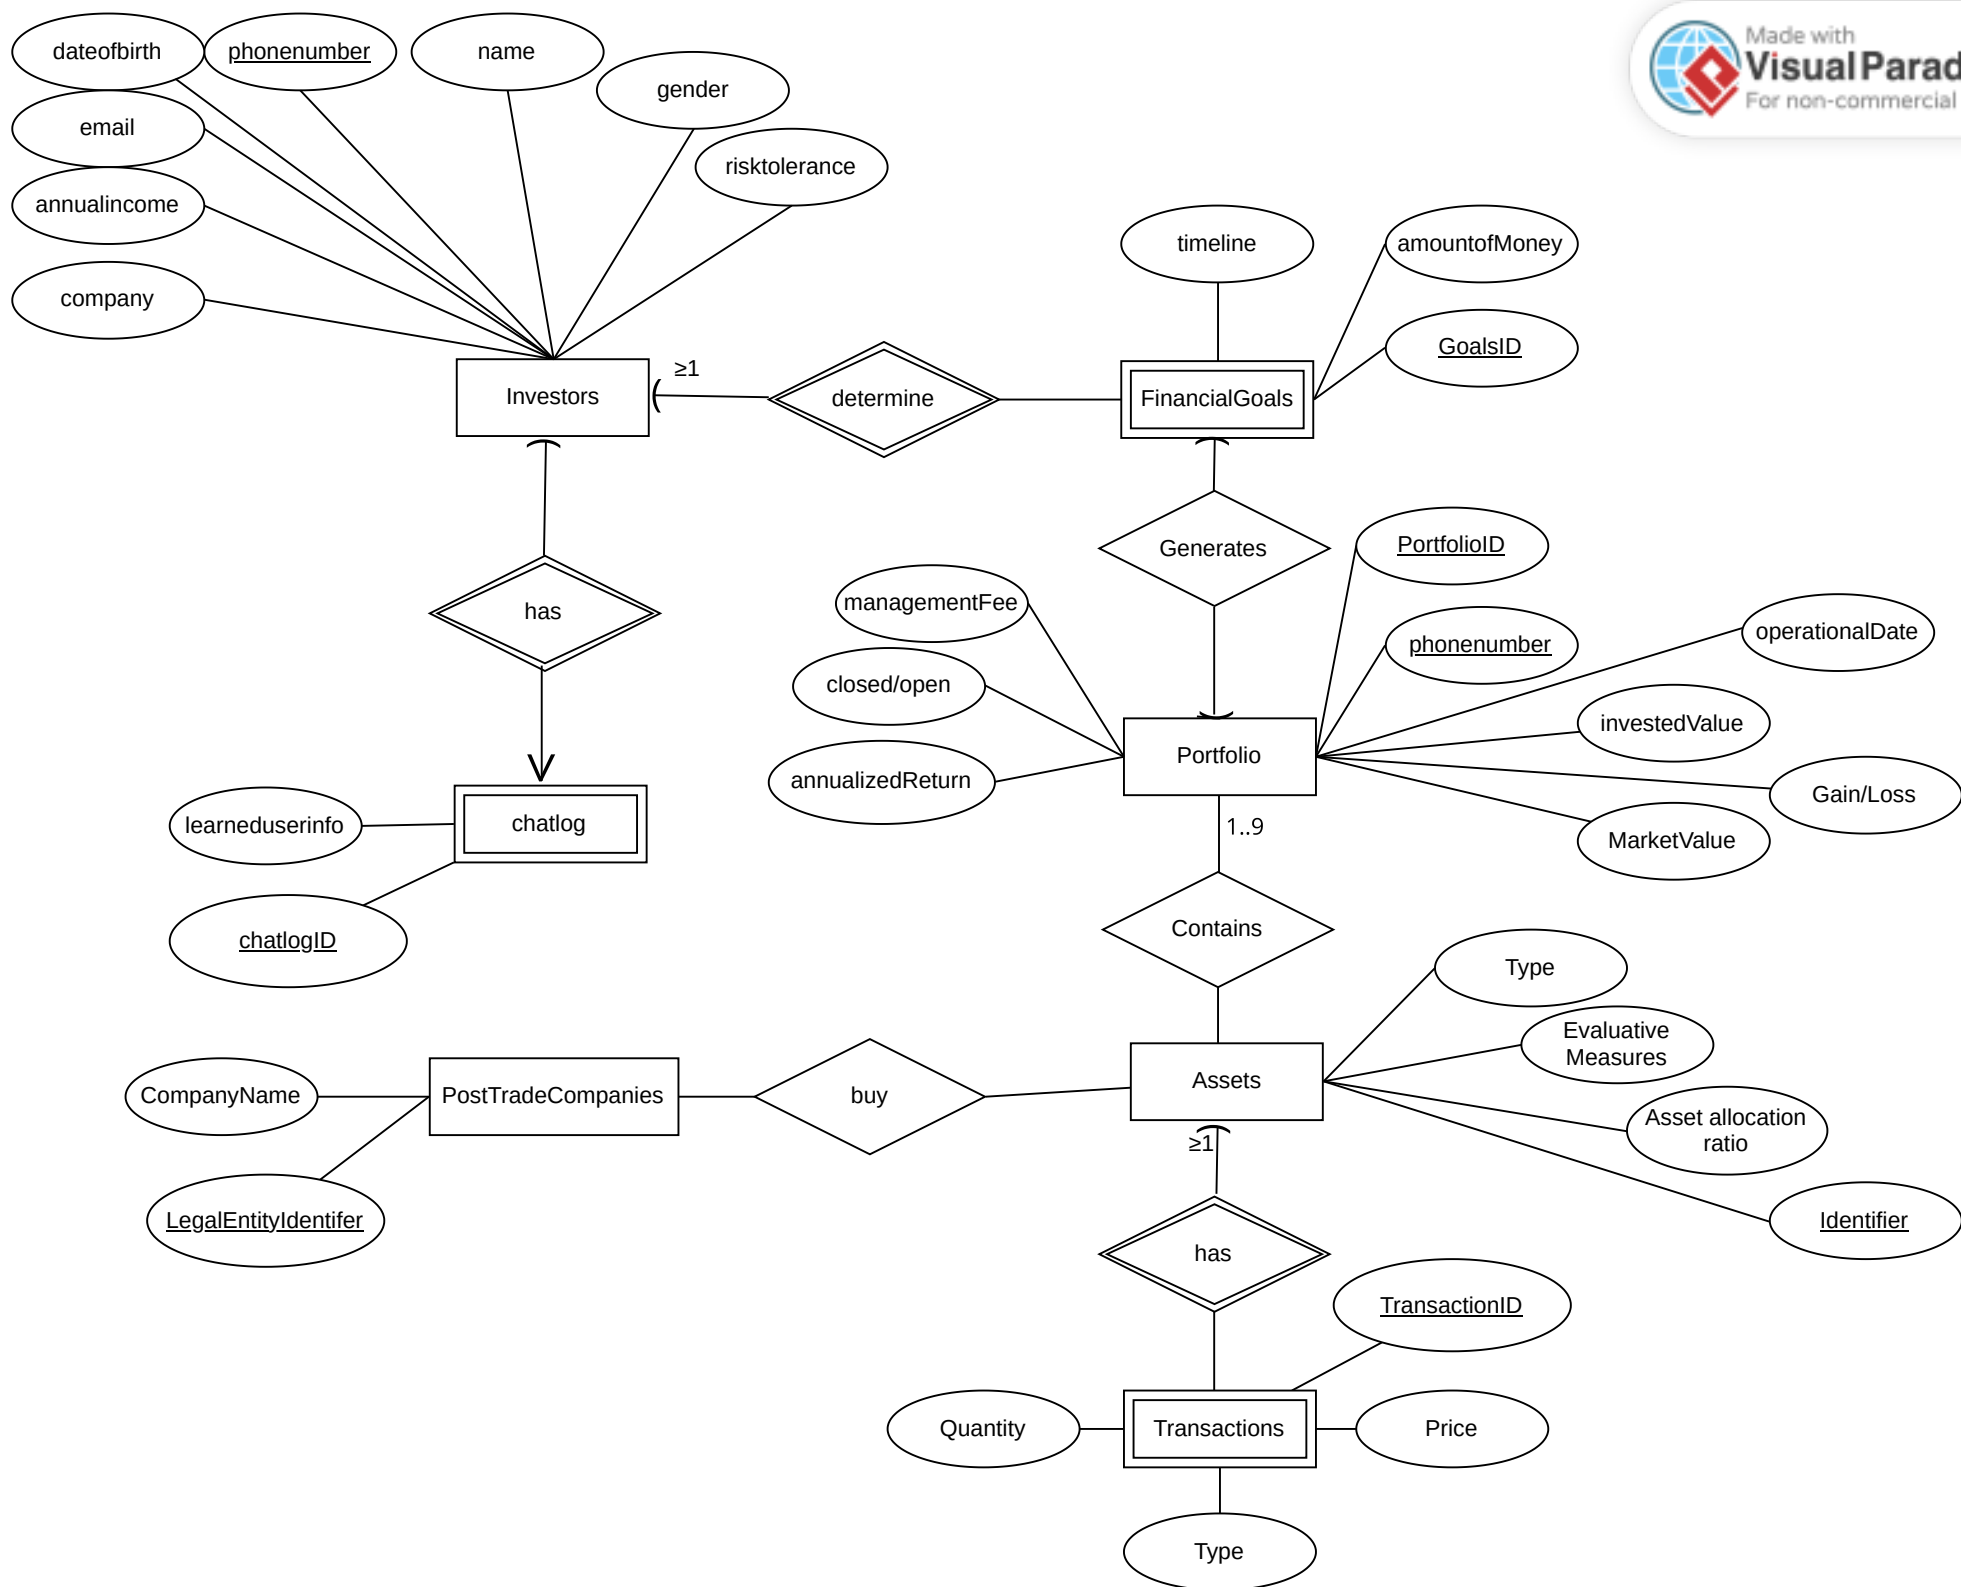 dateofbirth
phonenumber
name
gender
email
risktolerance
annualincome
company
Made with
Visual Parad
For non-commercial
timeline
amountofMoney
GoalsID
≥1
Investors
determine
FinancialGoals
Generates
PortfolioID
managementFee
has
phonenumber
operationalDate
closed/open
investedValue
Portfolio
annualizedReturn
Gain/Loss
learneduserinfo
chatlog
1..9
MarketValue
chatlogID
Contains
Type
Evaluative
Measures
CompanyName
PostTradeCompanies
buy
Assets
Asset allocation
ratio
≥1
LegalEntityIdentifer
Identifier
has
TransactionID
Quantity
Transactions
Price
Type